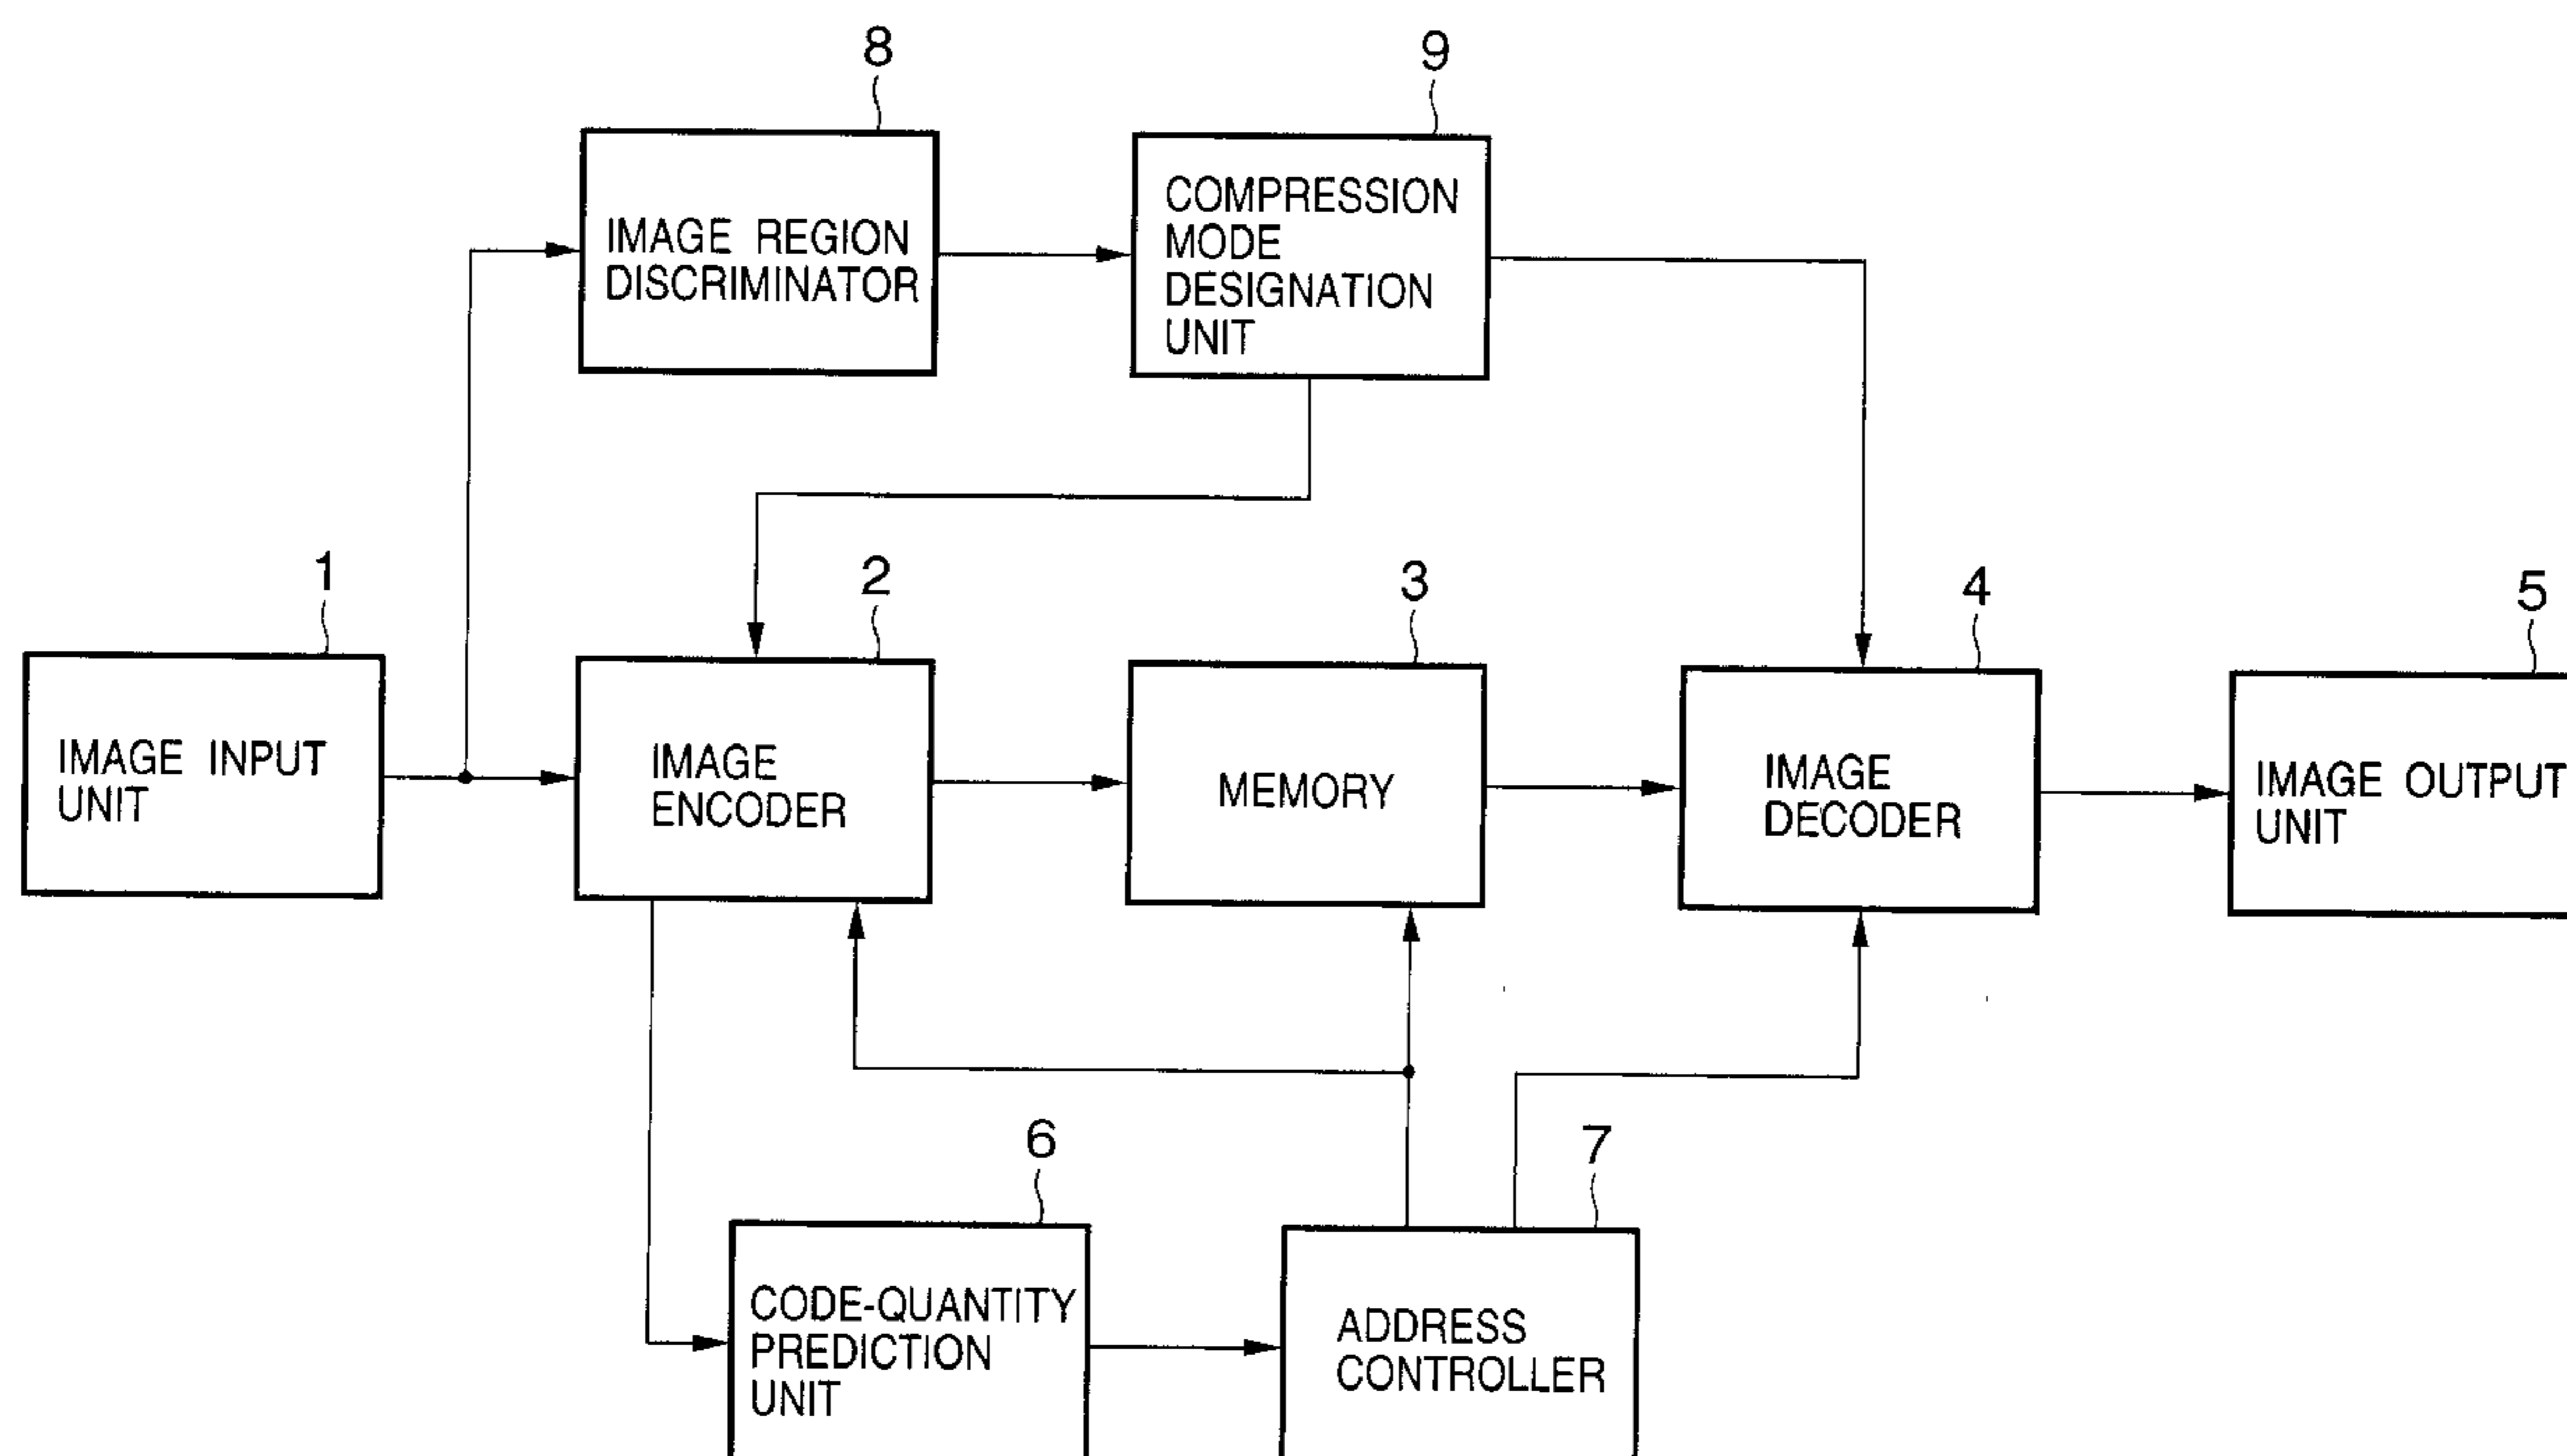 8
9
IMAGE REGION
DISCRIMINATOR
COMPRESSION
MODE
DESIGNATION
UNIT
1
2
3
4
5
IMAGE INPUT
UNIT
IMAGE
ENCODER
MEMORY
IMAGE
DECODER
IMAGE OUTPUT
UNIT
6
7
CODE-QUANTITY
PREDICTION
UNIT
ADDRESS
CONTROLLER